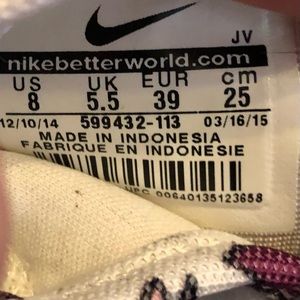 JV
nikebetterworld.com
US UK EUR cm
8 5.5 39 25
12/10/14 599432-113 03/16/15
MADE IN INDONESIA
FABRIQUE EN INDONESIE
UPC 00640135123658